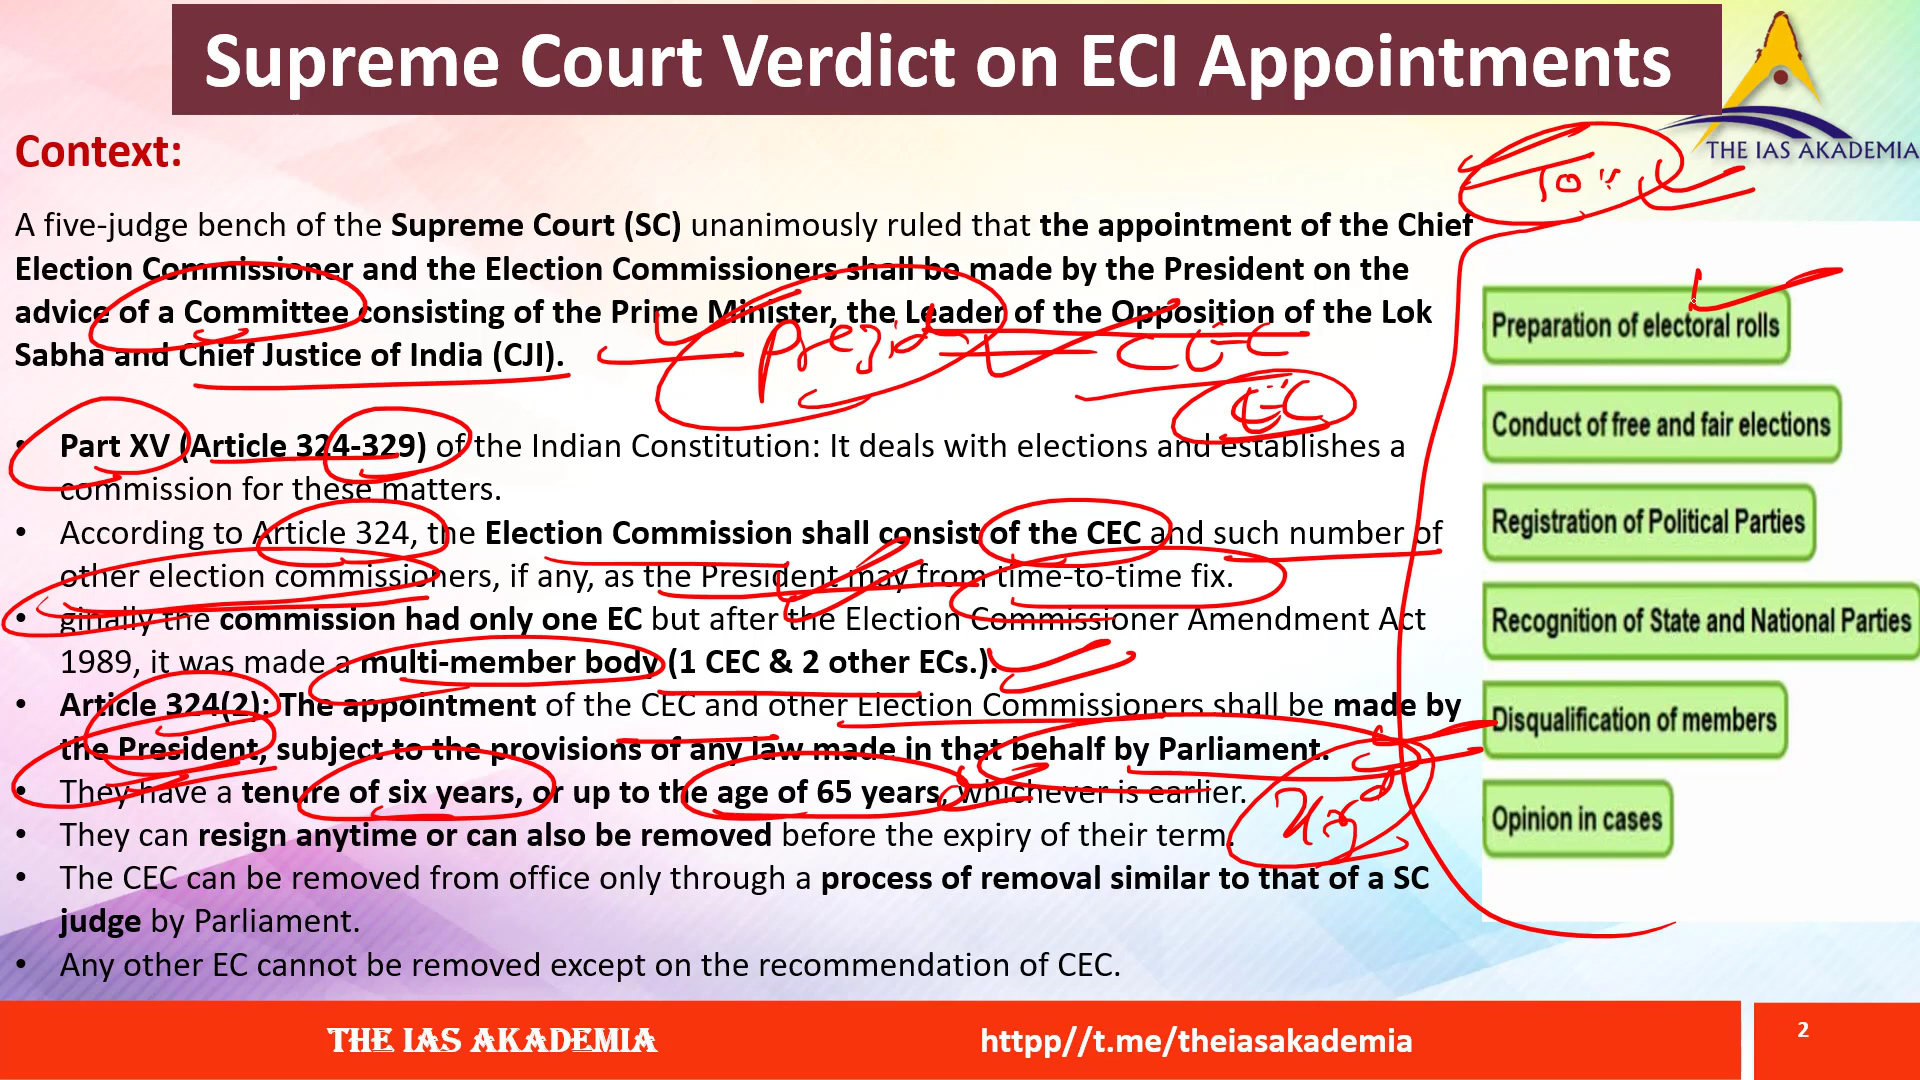 Supreme Court Verdict on ECI Appointments
THE IAS AKADEMIA
Context:
A five-judge bench of the Supreme Court (SC) unanimously ruled that the appointment of the Chief
Election Commissioner and the Election Commissioners shall be made by the President on the
advice of a Committee consisting of the Prime Minister, the Leader of the Opposition of the Lok
Sabha and Chief Justice of India (CJI).
CEC
EC
• Part XV (Article 324-329) of the Indian Constitution: It deals with elections and establishes a
commission for these matters.
• According to Article 324, the Election Commission shall consist of the CEC and such number of
other election commissioners, if any, as the President may from time-to-time fix.
• ginally the commission had only one EC but after the Election Commissioner Amendment Act
1989, it was made a multi-member body (1 CEC & 2 other ECs.).
• Article 324(2): The appointment of the CEC and other Election Commissioners shall be made by
the President, subject to the provisions of any law made in that behalf by Parliament.
• They have a tenure of six years, or up to the age of 65 years, whichever is earlier.
• They can resign anytime or can also be removed before the expiry of their term.
• The CEC can be removed from office only through a process of removal similar to that of a SC
judge by Parliament.
• Any other EC cannot be removed except on the recommendation of CEC.
Preparation of electoral rolls
Conduct of free and fair elections
Registration of Political Parties
Recognition of State and National Parties
Disqualification of members
Opinion in cases
THE IAS AKADEMIA
httpp//t.me/theiasakademia
2